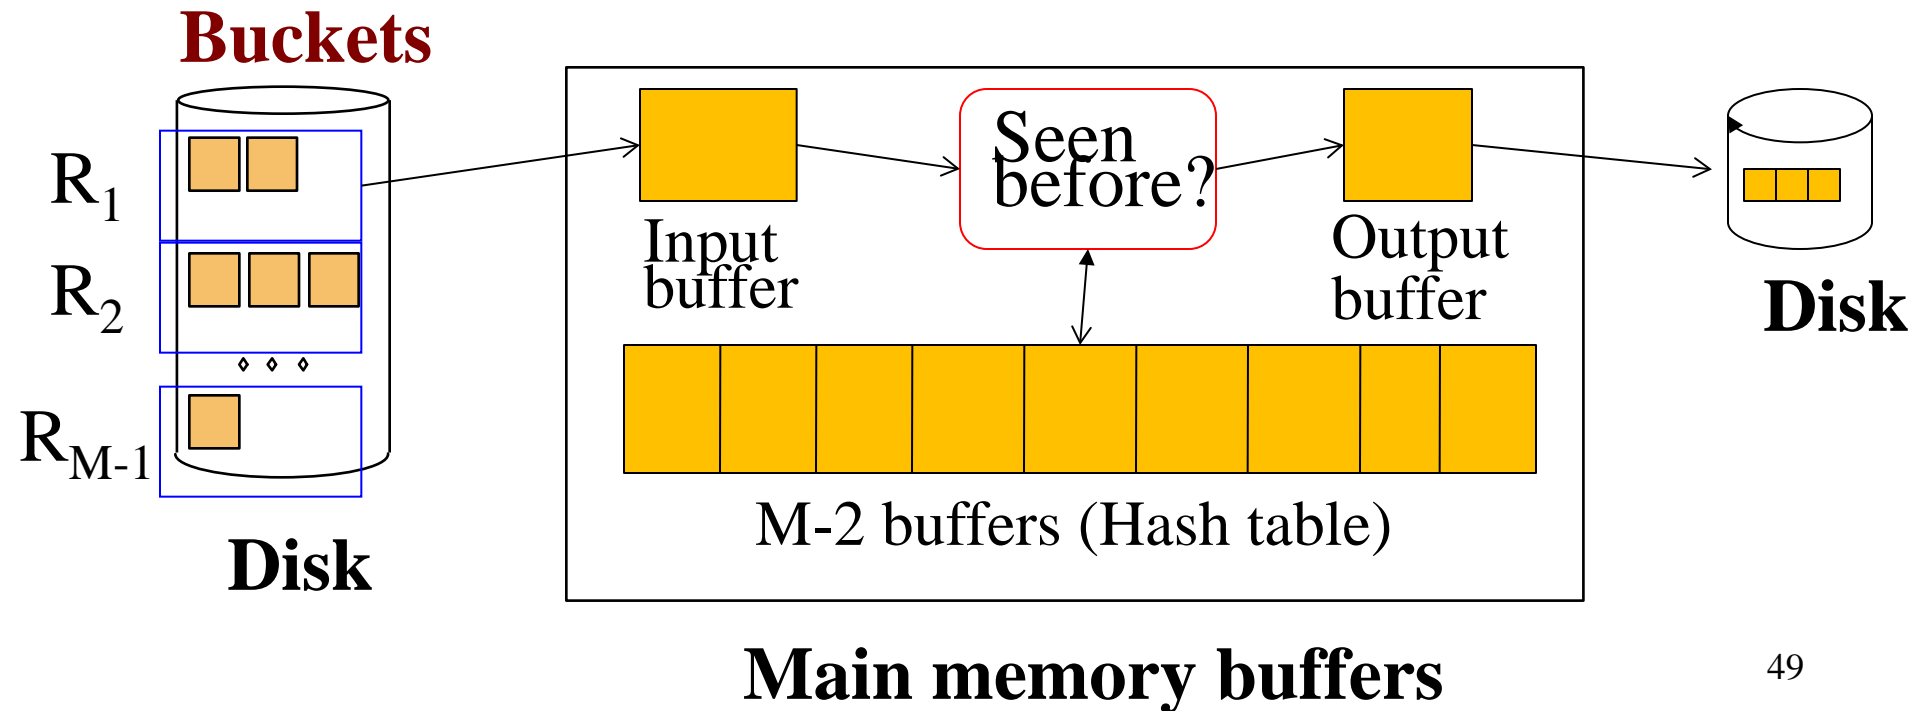 Buckets
R1
R2
RM-1
Disk
Input
buffer
Seen
before?
Output
buffer
M-2 buffers (Hash table)
Disk
Main memory buffers
49